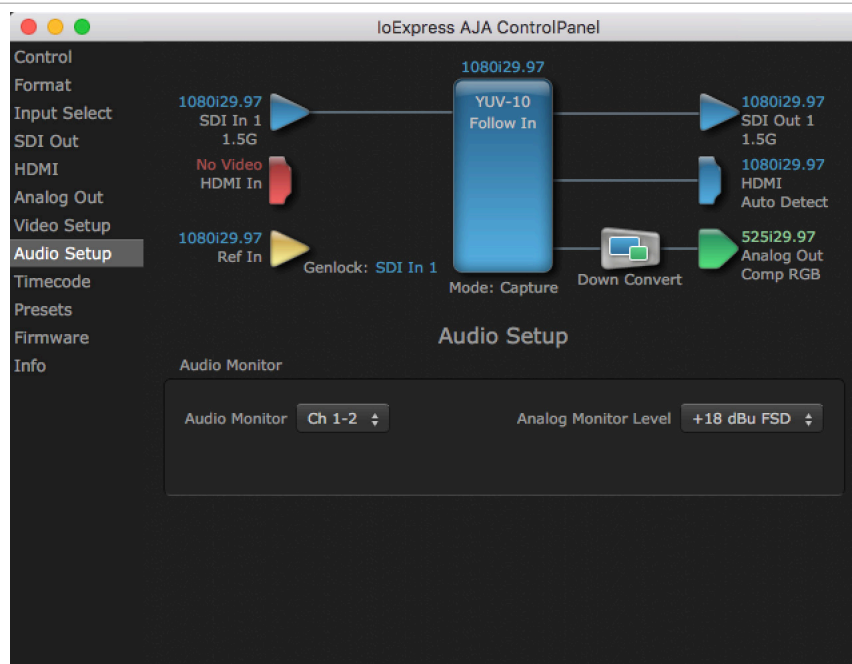 IoExpress AJA ControlPanel
Control
Format
Input Select
SDI Out
HDMI
Analog Out
Video Setup
Audio Setup
Timecode
Presets
Firmware
Info
1080i29.97
1080i29.97
SDI In 1
1.5G
No Video
HDMI In
1080i29.97
Ref In
Genlock: SDI In 1
YUV-10
Follow In
Mode: Capture
Down Convert
1080i29.97
SDI Out 1
1.5G
1080i29.97
HDMI
Auto Detect
525i29.97
Analog Out
Comp RGB
Audio Setup
Audio Monitor
Audio Monitor Ch 1-2
Analog Monitor Level +18 dBu FSD